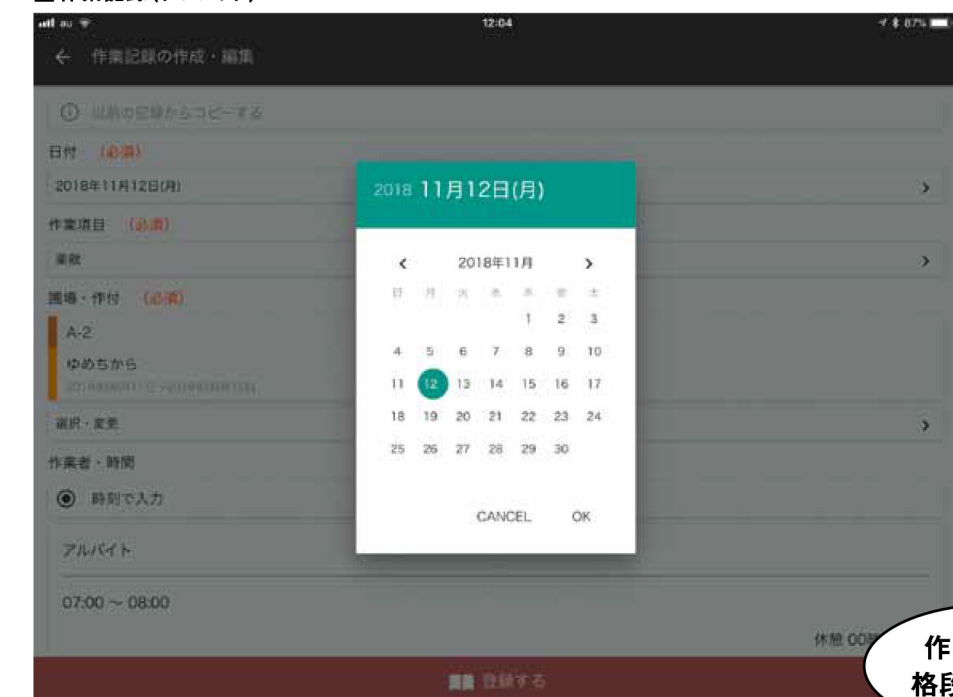 au 12:04 87%
← 作業記録の作成・編集
以前の記録からコピーする
日付 (必須)
2018年11月12日(月)
作業項目 (必須)
圃場・作付 (必須)
A-2
ゆめちから
選択・変更
作業者・時間
時刻で入力
アルバイト
07:00 ~ 08:00
休憩 00
登録する
2018 11月12日(月)
2018年11月
日 月 火 水 木 金 土
1 2 3
4 5 6 7 8 9 10
11 12 13 14 15 16 17
18 19 20 21 22 23 24
25 26 27 28 29 30
CANCEL OK
作
格段